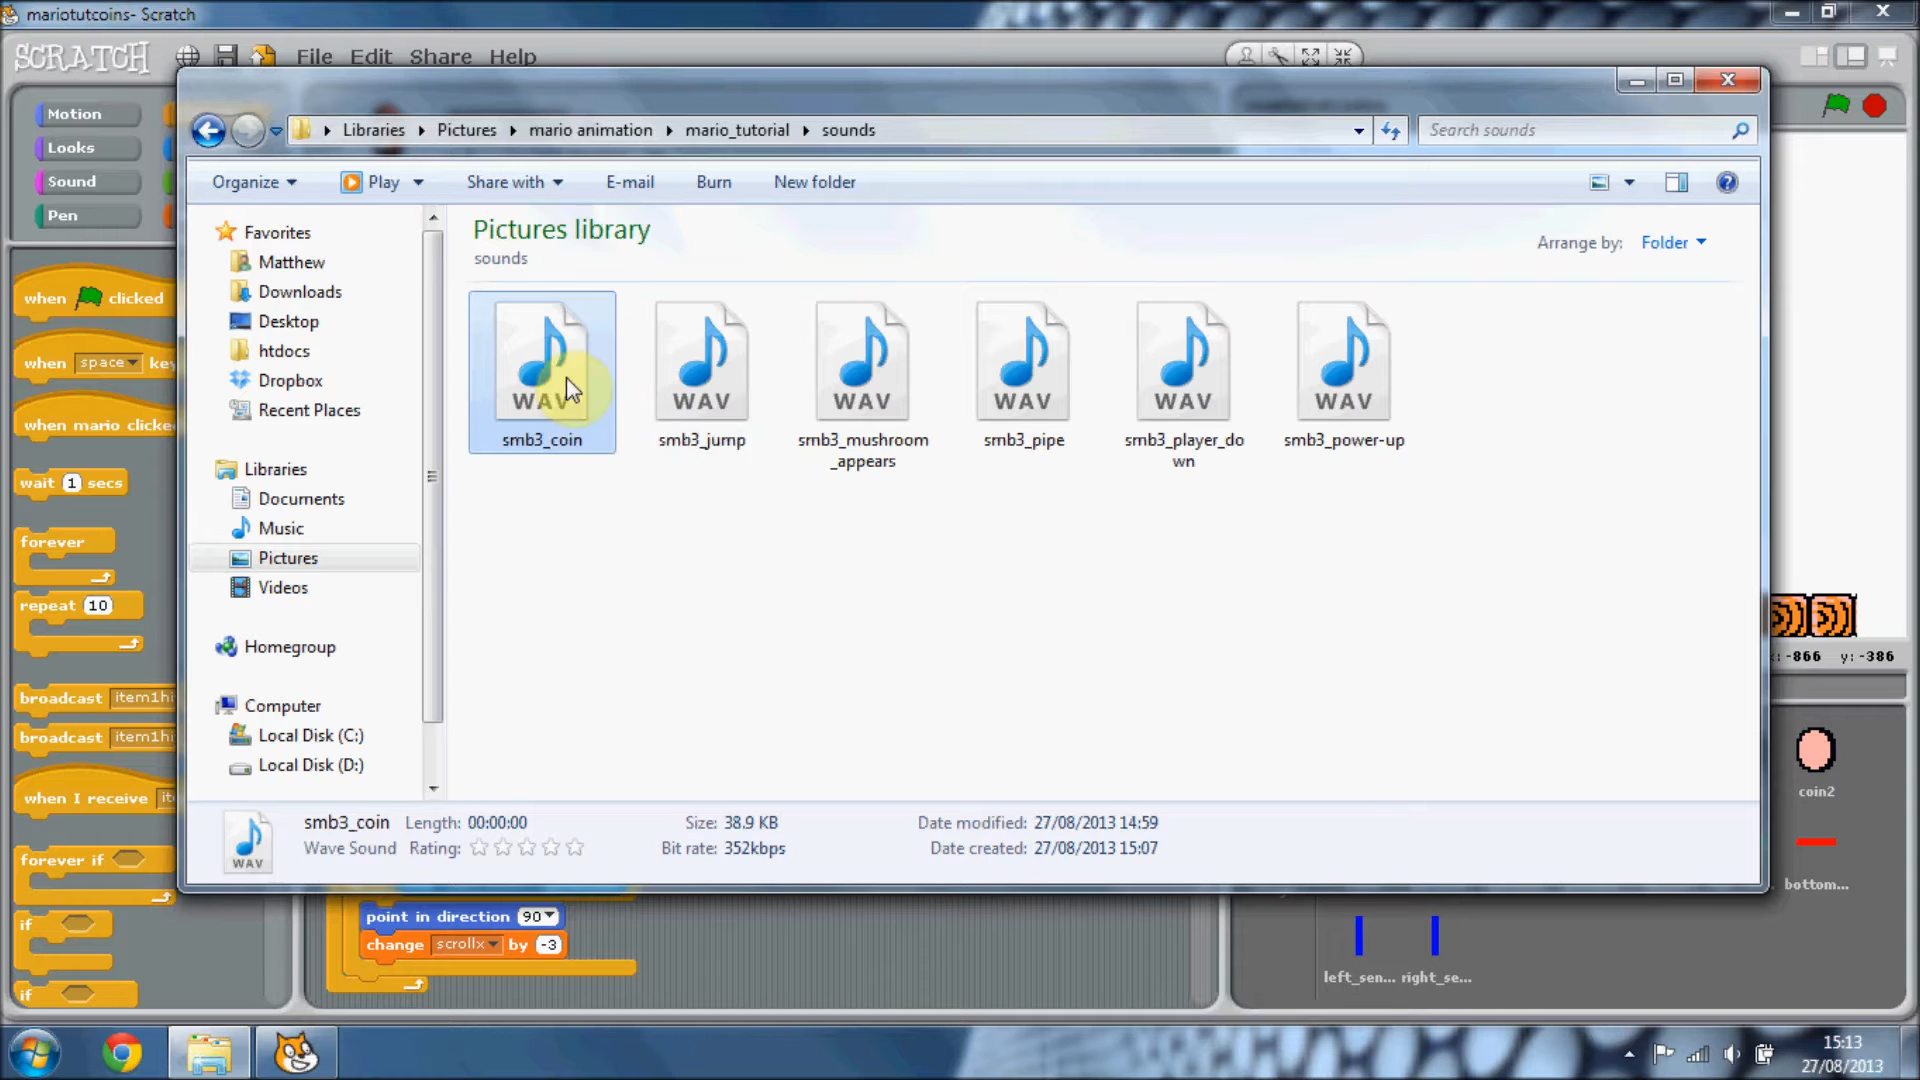 mariotutcoins- Scratch
SCRATCH File Edit Share Help
Libraries Pictures mario animation mario_tutorial sounds
Search sounds
Organize Play Share with E-mail Burn New folder
Motion
Looks
Sound
Pen
when clicked
when space key
when mario clicked
wait 1 secs
forever
repeat 10
broadcast item1hi
broadcast item1hi
when I receive
forever if
if
if
Favorites
Matthew
Downloads
Desktop
htdocs
Dropbox
Recent Places
Libraries
Documents
Music
Pictures
Videos
Homegroup
Computer
Local Disk (C:)
Local Disk (D:)
Pictures library
sounds
Arrange by: Folder
WAV WAV WAV WAV WAV WAV
smb3_coin smb3_jump smb3_mushroom smb3_pipe smb3_player_do smb3_power-up
_appears wn
smb3_coin Length: 00:00:00 Size: 38.9 KB Date modified: 27/08/2013 14:59
Wave Sound Rating: Bit rate: 352kbps Date created: 27/08/2013 15:07
WAV
point in direction 90
change scrollx by -3
-866 y: -386
coin2
bottom...
left_sen... right_se...
15:13
27/08/2013